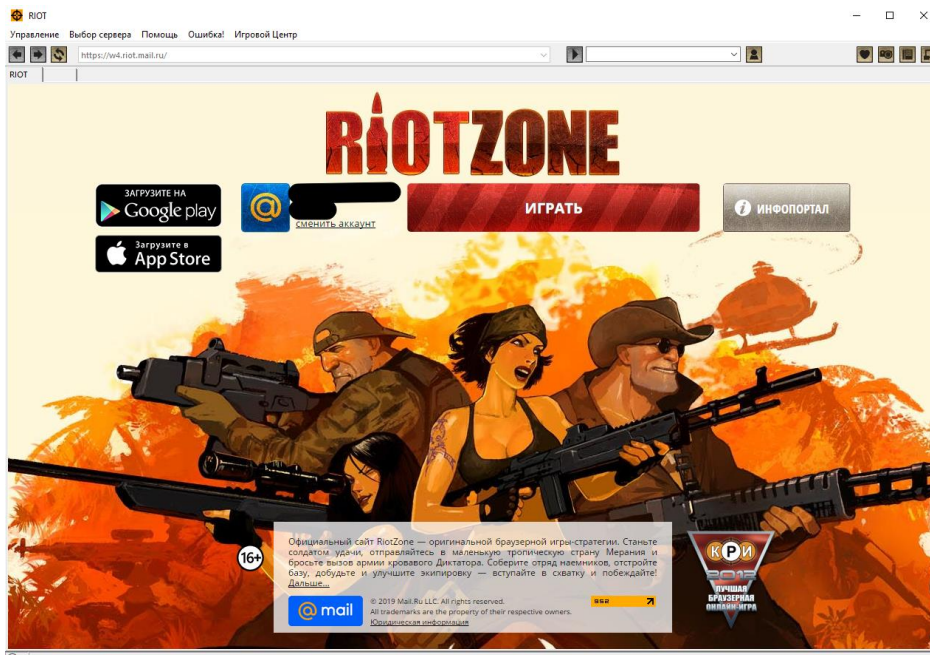 RIOT
Управление Выбор сервера Помощь Ошибка! Игровой Центр
https://w4.riot.mail.ru/
RIOT
RIOTZONE
ЗАГРУЗИТЕ НА
Google play
@
сменить аккаунт
ИГРАТЬ
i ИНФОПОРТАЛ
Загрузите в
App Store
16+
Официальный сайт RiotZone — оригинальной браузерной игры-стратегии. Станьте
солдатом удачи, отправляйтесь в маленькую тропическую страну Мерания и
бросьте вызов армии кровавого Диктатора. Соберите отряд наемников, отстройте
базу, добудьте и улучшите экипировку — вступайте в схватку и побеждайте!
Дальше...
@mail
© 2019 Mail.Ru LLC. All rights reserved.
All trademarks are the property of their respective owners.
Юридическая информация
КРИ
2012
ЛУЧШАЯ
БРАУЗЕРНАЯ
ОНЛАЙН-ИГРА